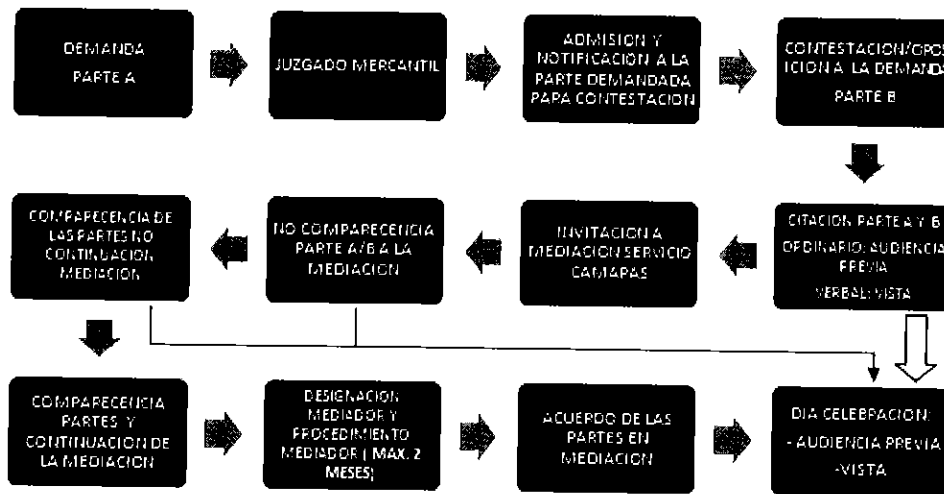 DEMANDA
PARTE A
JUZGADO MERCANTIL
ADMISION Y
NOTIFICACION A LA
PARTE DEMANDADA
PARA CONTESTACION
CONTESTACION/OPOS
ICION A LA DEMANDA
PARTE B
COMPARECENCIA DE
LAS PARTES NO
CONTINUACION
MEDIACION
NO COMPARECENCIA
PARTE A/B A LA
MEDIACION
INVITACION A
MEDIACION SERVICIO
CAMARAS
CITACION PARTE A Y B
ORDINARIO: AUDIENCIA
PREVIA
VERBAL: VISTA
COMPARECENCIA
PARTES Y
CONTINUACION DE
LA MEDIACION
DESIGNACION
MEDIADOR Y
PROCEDIMIENTO
MEDIADOR ( MAX. 2
MESES)
ACUERDO DE LAS
PARTES EN
MEDIACION
DIA CELEBRACION:
- AUDIENCIA PREVIA
-VISTA